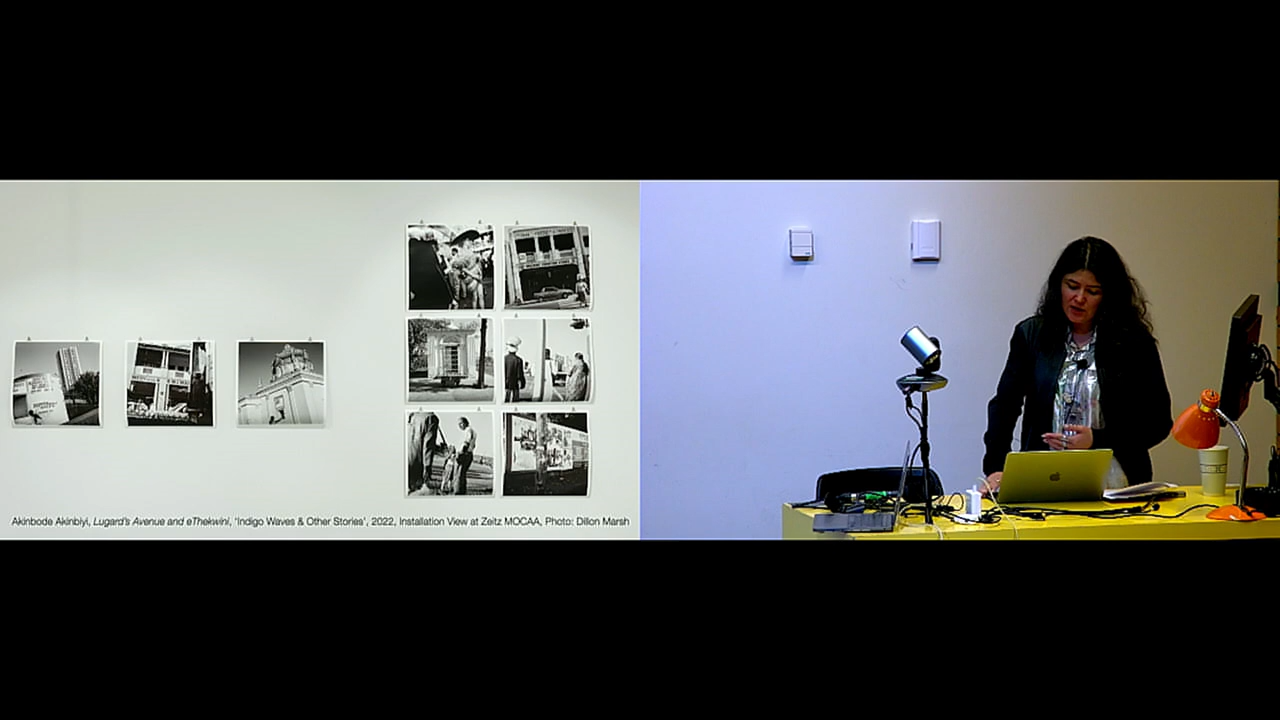 Akinbode Akinbiyi, Lugard's Avenue and eThekwini, 'Indigo Waves & Other Stories', 2022, Installation View at Zeitz MOCAA, Photo: Dillon Marsh